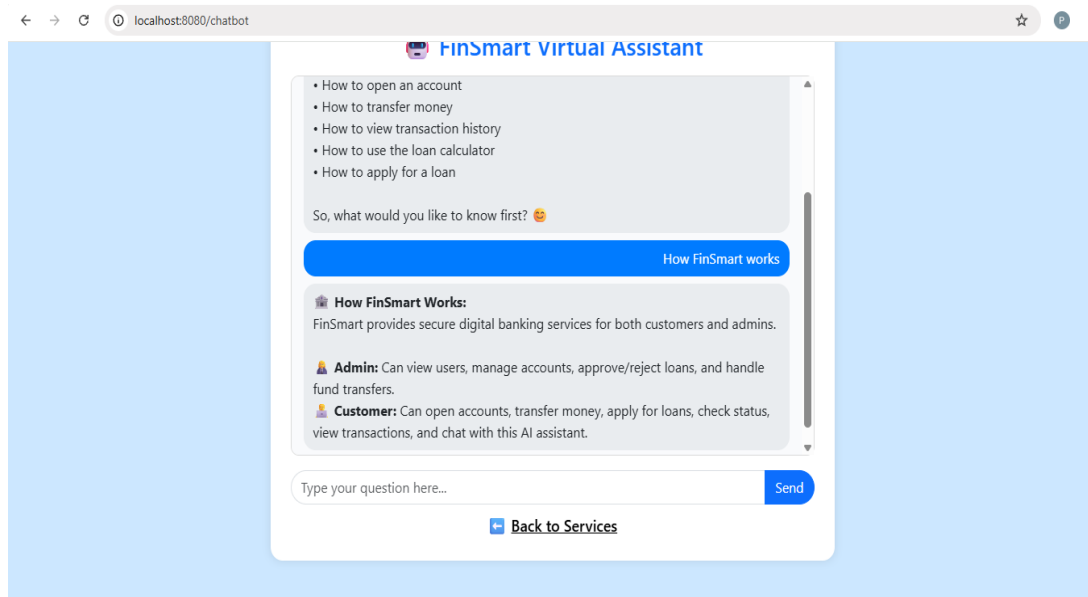 localhost:8080/chatbot
P
FinSmart Virtual Assistant
• How to open an account
• How to transfer money
• How to view transaction history
• How to use the loan calculator
• How to apply for a loan
So, what would you like to know first? 😊
How FinSmart works
🏦 How FinSmart Works:
FinSmart provides secure digital banking services for both customers and admins.
Admin: Can view users, manage accounts, approve/reject loans, and handle
fund transfers.
Customer: Can open accounts, transfer money, apply for loans, check status,
view transactions, and chat with this AI assistant.
Type your question here...
Send
⬅️ Back to Services